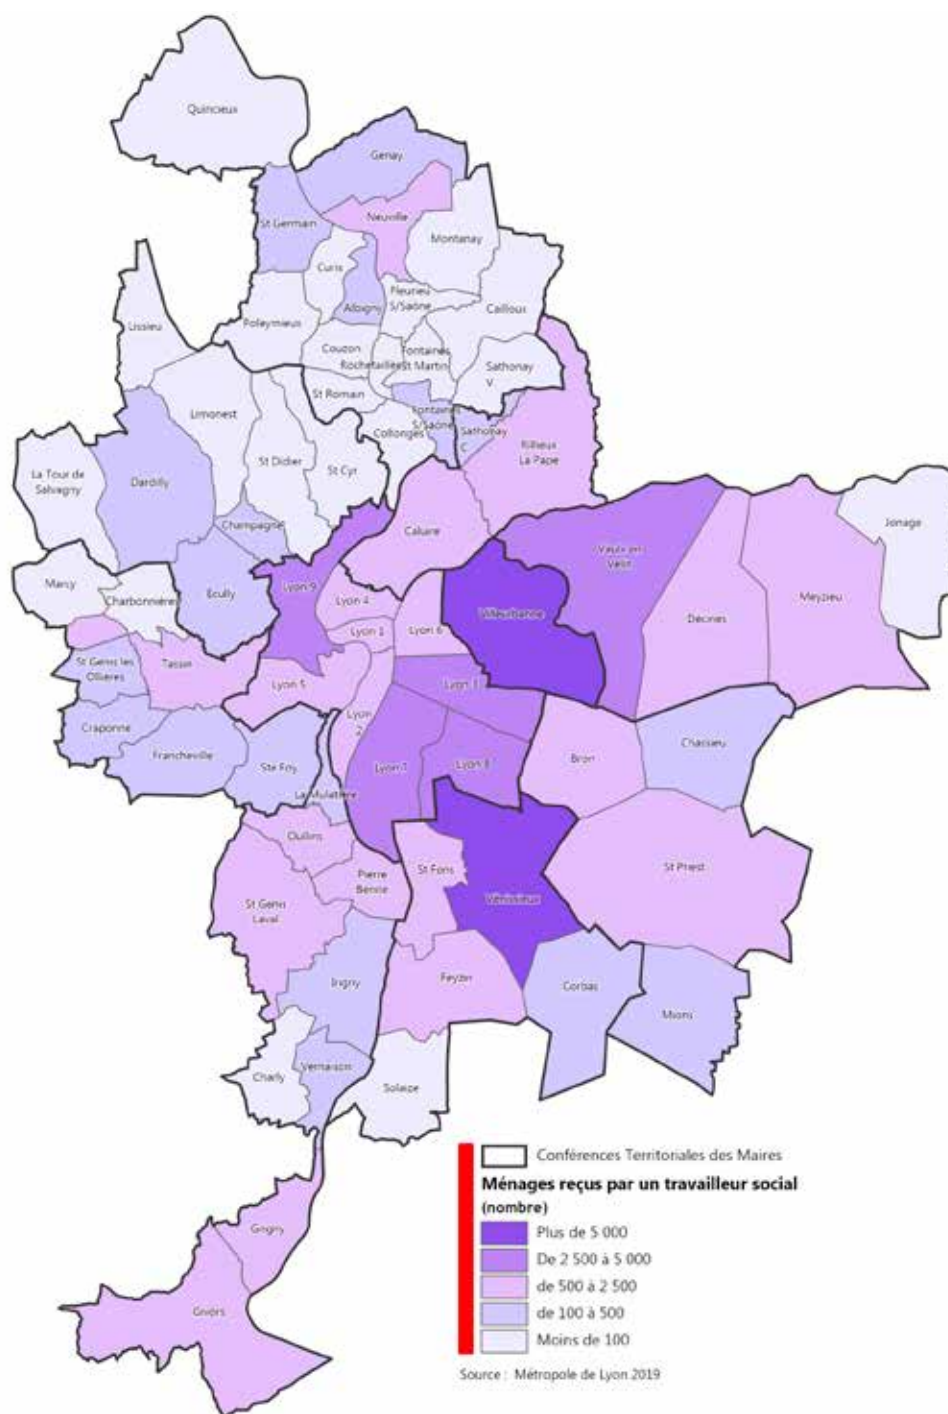 Quincieux
Genay
Neuville
St Germain
Montanay
Curis
Albigny
Fleurieu
S/Saône
Cailloux
Lissieu
Poleymieux
Couzon
Rochetaillée
Fontaines
St Martin
Sathonay
V
St Romain
Limonest
Fontaines
S/Saône
Collonges
Sathonay
C
Rillieux
La Pape
La Tour de
Salvagny
Dardilly
St Didier
St Cyr
Champagne
Caluire
Jonage
Vaulx en
Velin
Marcy
Charbonnières
Ecully
Lyon 9
Lyon 4
Lyon 1
Lyon 6
Villeurbanne
Décines
Meyzieu
St Genis les
Ollières
Tassin
Lyon 5
Lyon 3
Craponne
Lyon
2
Francheville
Ste Foy
Lyon 7
Lyon 8
Bron
Chassieu
La Mulatière
Oullins
Pierre
Benne
St Fons
St Priest
St Genis
Laval
Vénissieux
Irigny
Feyzin
Corbas
Mions
Charly
Vernaison
Solaize
Grigny
Givors
Conférences Territoriales des Maires
Ménages reçus par un travailleur social
(nombre)
Plus de 5 000
De 2 500 à 5 000
de 500 à 2 500
de 100 à 500
Moins de 100
Source : Métropole de Lyon 2019